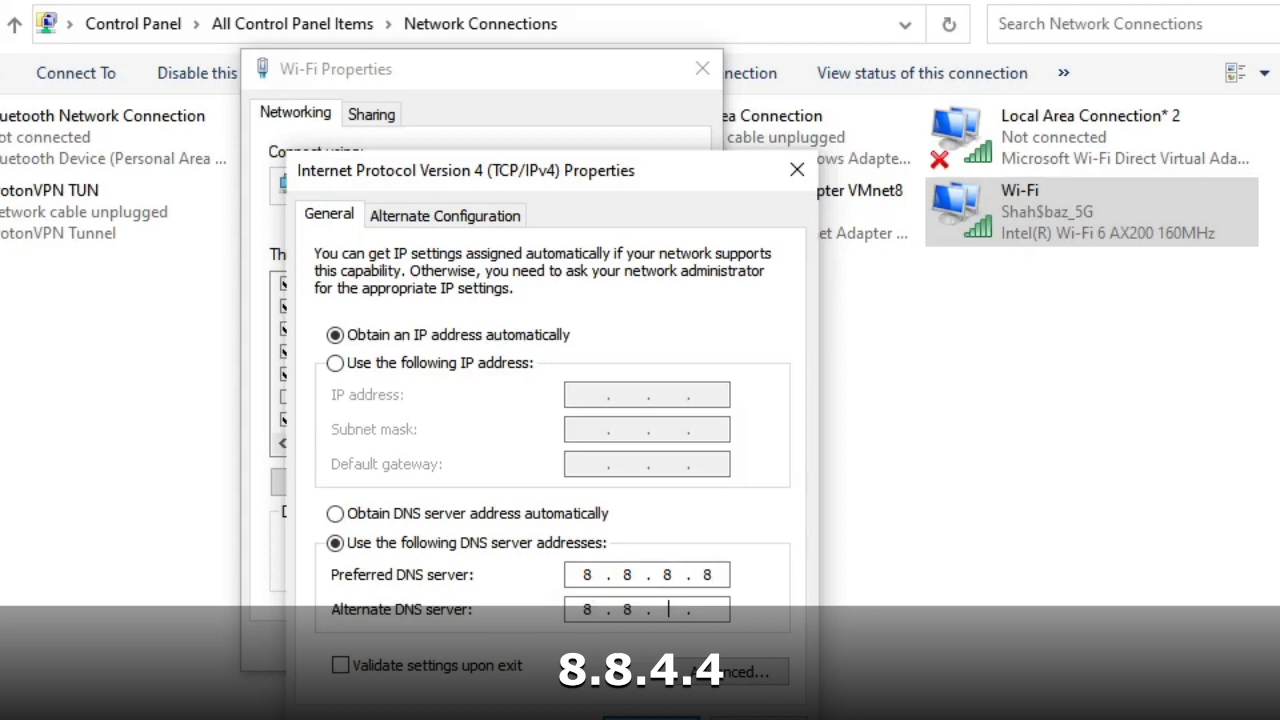 Control Panel > All Control Panel Items > Network Connections
Search Network Connections
Connect To
Disable this
nection
View status of this connection
»
uetooth Network Connection
ot connected
uetooth Device (Personal Area ...
rotonVPN TUN
etwork cable unplugged
rotonVPN Tunnel
ea Connection
cable unplugged
ows Adapte...
pter VMnet8
et Adapter ...
Local Area Connection* 2
Not connected
Microsoft Wi-Fi Direct Virtual Ada...
Wi-Fi
Shah$baz_5G
Intel(R) Wi-Fi 6 AX200 160MHz
Wi-Fi Properties
Networking
Sharing
Th
Internet Protocol Version 4 (TCP/IPv4) Properties
General
Alternate Configuration
You can get IP settings assigned automatically if your network supports
this capability. Otherwise, you need to ask your network administrator
for the appropriate IP settings.
Obtain an IP address automatically
Use the following IP address:
IP address:
. . .
Subnet mask:
. . .
Default gateway:
. . .
Obtain DNS server address automatically
Use the following DNS server addresses:
Preferred DNS server:
8 . 8 . 8 . 8
Alternate DNS server:
8 . 8 . .
Validate settings upon exit
8.8.4.4
nced...